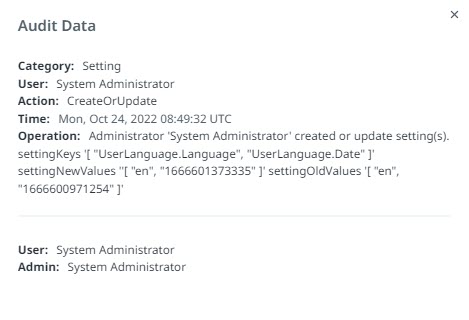 Audit Data
Category: Setting
User: System Administrator
Action: CreateOrUpdate
Time: Mon, Oct 24, 2022 08:49:32 UTC
Operation: Administrator 'System Administrator' created or update setting(s).
settingKeys '[ "UserLanguage.Language", "UserLanguage.Date" ]'
settingNewValues ''[ "en", "1666601373335" ]' settingOldValues '[ "en",
"1666600971254" ]'
User: System Administrator
Admin: System Administrator